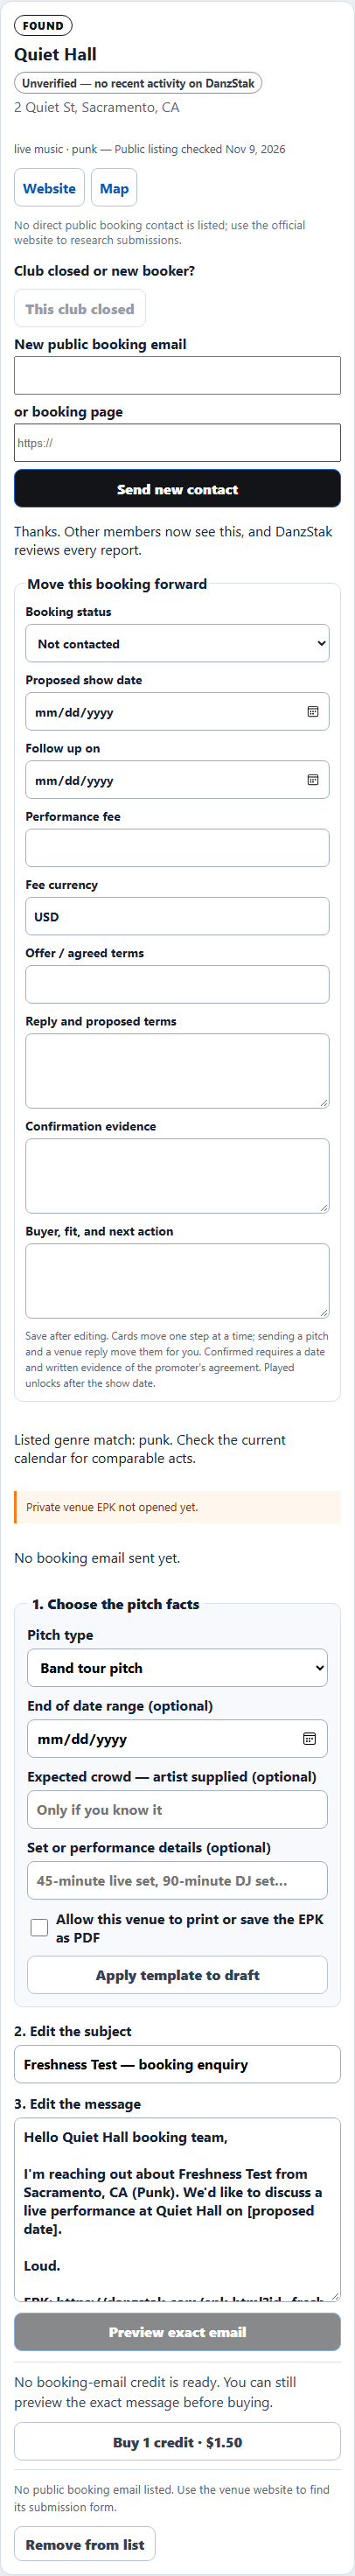 FOUND
Quiet Hall
Unverified — no recent activity on DanzStak
2 Quiet St, Sacramento, CA
live music · punk — Public listing checked Nov 9, 2026
Website Map
No direct public booking contact is listed; use the official
website to research submissions.
Club closed or new booker?
This club closed
New public booking email
or booking page
https://
Send new contact
Thanks. Other members now see this, and DanzStak
reviews every report.
Move this booking forward
Booking status
Not contacted
Proposed show date
mm/dd/yyyy
Follow up on
mm/dd/yyyy
Performance fee
Fee currency
USD
Offer / agreed terms
Reply and proposed terms
Confirmation evidence
Buyer, fit, and next action
Save after editing. Cards move one step at a time; sending a pitch
and a venue reply move them for you. Confirmed requires a date
and written evidence of the promoter's agreement. Played
unlocks after the show date.
Listed genre match: punk. Check the current
calendar for comparable acts.
Private venue EPK not opened yet.
No booking email sent yet.
1. Choose the pitch facts
Pitch type
Band tour pitch
End of date range (optional)
mm/dd/yyyy
Expected crowd — artist supplied (optional)
Only if you know it
Set or performance details (optional)
45-minute live set, 90-minute DJ set...
Allow this venue to print or save the EPK
as PDF
Apply template to draft
2. Edit the subject
Freshness Test — booking enquiry
3. Edit the message
Hello Quiet Hall booking team,
I'm reaching out about Freshness Test from
Sacramento, CA (Punk). We'd like to discuss a
live performance at Quiet Hall on [proposed
date].
Loud.
EPK: https://danzstak.com/epk.html?id=fresh
Preview exact email
No booking-email credit is ready. You can still
preview the exact message before buying.
Buy 1 credit · $1.50
No public booking email listed. Use the venue website to find
its submission form.
Remove from list